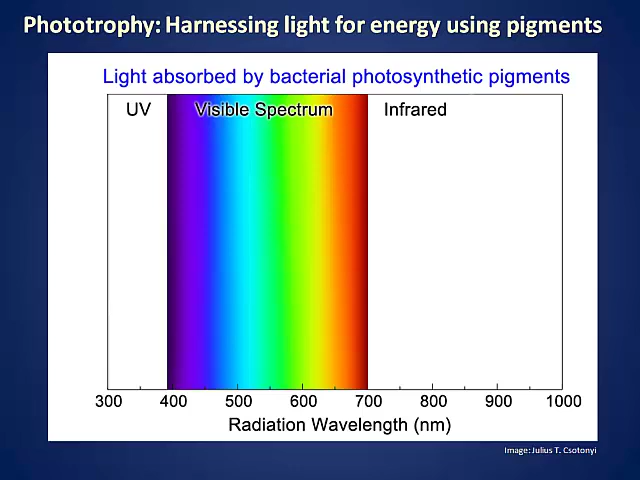 Phototrophy: Harnessing light for energy using pigments
Light absorbed by bacterial photosynthetic pigments
UV Visible Spectrum Infrared
300 400 500 600 700 800 900 1000
Radiation Wavelength (nm)
Image: Julius T. Csotonyi